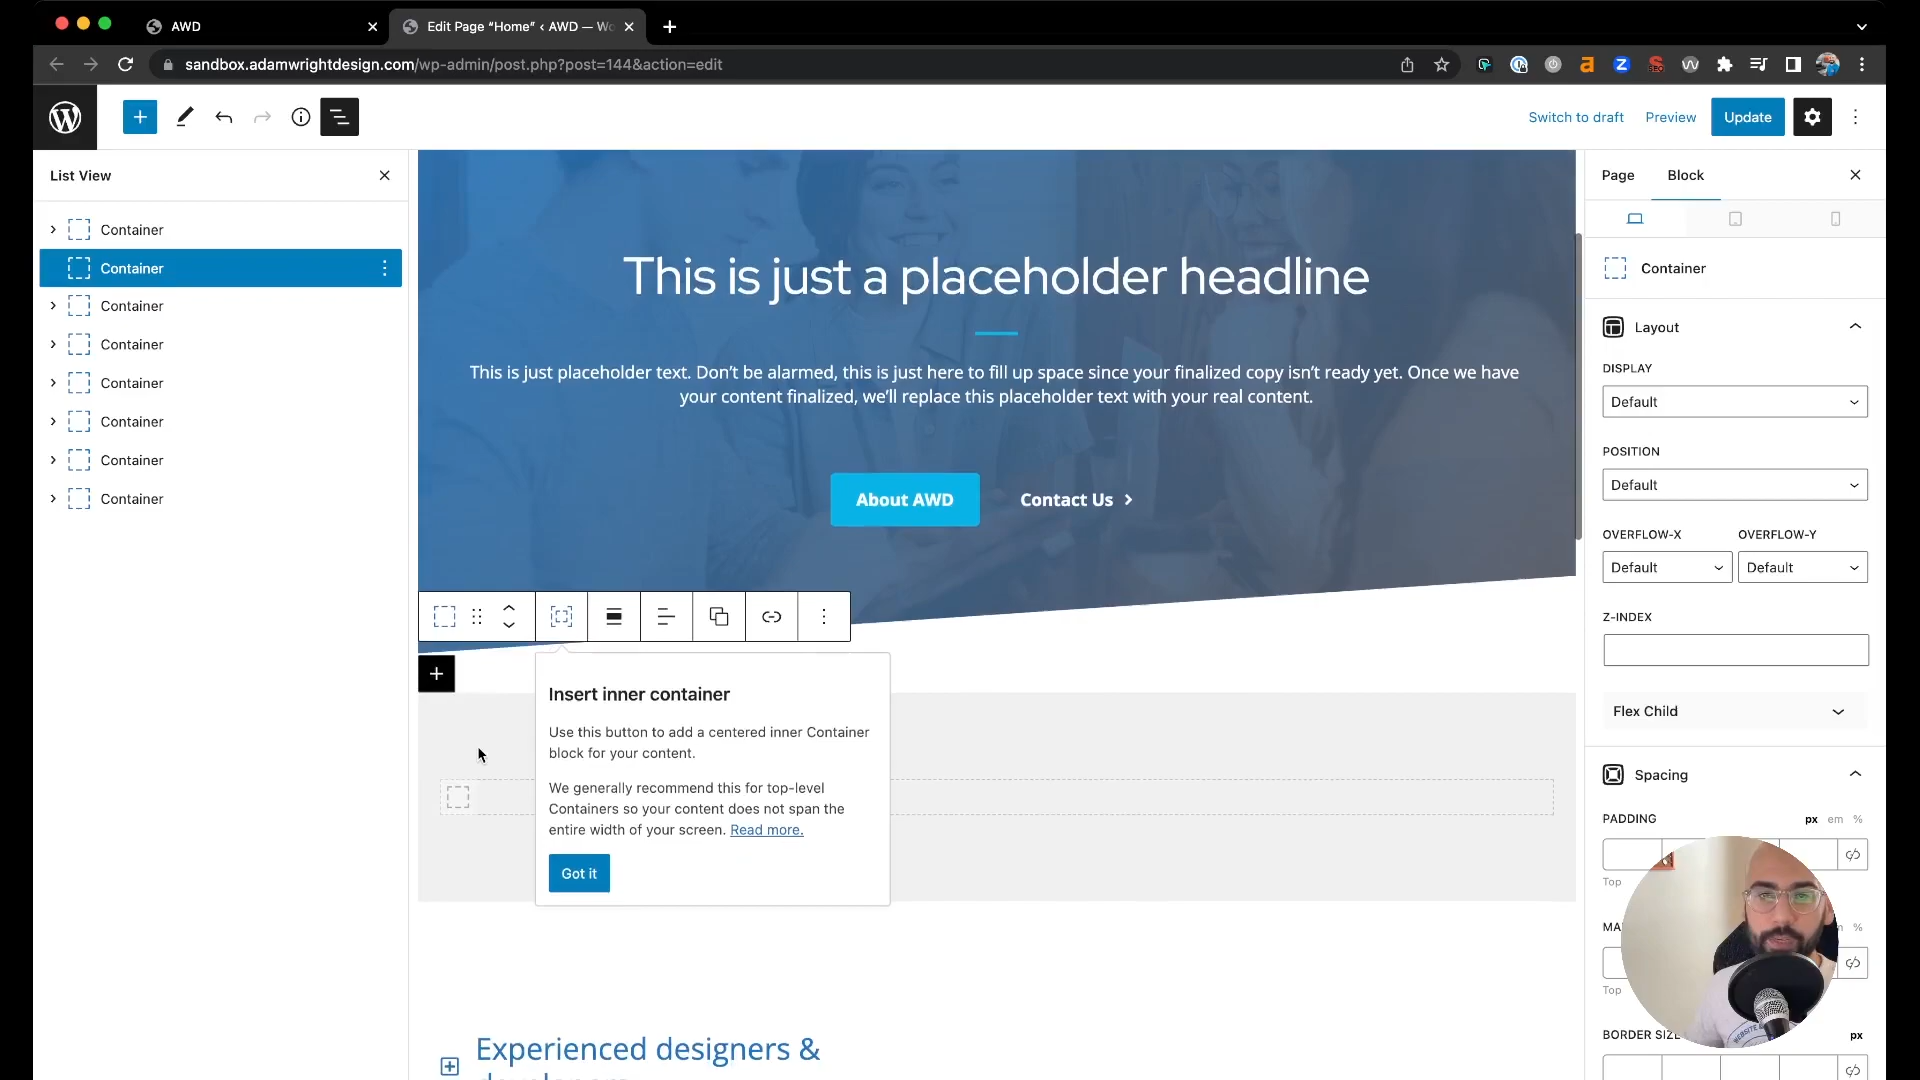 AWD
Edit Page “Home” ‹ AWD — Wo
sandbox.adamwrightdesign.com/wp-admin/post.php?post=144&action=edit
Switch to draft
Preview
Update
List View
Container
Container
Container
Container
Container
Container
Container
Container
This is just a placeholder headline
This is just placeholder text. Don’t be alarmed, this is just here to fill up space since your finalized copy isn’t ready yet. Once we have
your content finalized, we’ll replace this placeholder text with your real content.
About AWD
Contact Us
Insert inner container
Use this button to add a centered inner Container
block for your content.
We generally recommend this for top-level
Containers so your content does not span the
entire width of your screen. Read more.
Got it
Experienced designers &
Page
Block
Container
Layout
DISPLAY
Default
POSITION
Default
OVERFLOW-X
OVERFLOW-Y
Default
Default
Z-INDEX
Flex Child
Spacing
PADDING
px em %
Top
%
Top
BORDER SIZE
px